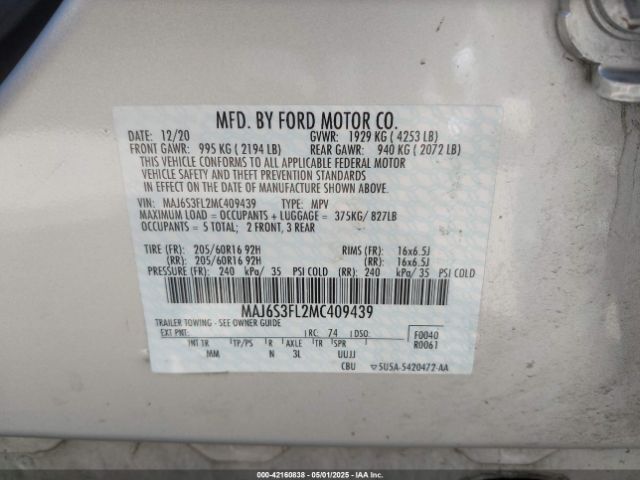 MFD. BY FORD MOTOR CO.
DATE: 12/20 GVWR: 1929 KG ( 4253 LB)
FRONT GAWR: 995 KG ( 2194 LB) REAR GAWR: 940 KG ( 2072 LB)
THIS VEHICLE CONFORMS TO ALL APPLICABLE FEDERAL MOTOR
VEHICLE SAFETY AND THEFT PREVENTION STANDARDS
IN EFFECT ON THE DATE OF MANUFACTURE SHOWN ABOVE.
VIN: MAJ6S3FL2MC409439 TYPE: MPV
MAXIMUM LOAD = OCCUPANTS + LUGGAGE = 375KG/ 827LB
OCCUPANTS = 5 TOTAL; 2 FRONT, 3 REAR
TIRE (FR): 205/60R16 92H RIMS (FR): 16x6.5J
(RR): 205/60R16 92H (RR): 16x6.5J
PRESSURE (FR): 240 kPa/ 35 PSI COLD (RR): 240 kPa/ 35 PSI COLD
MAJ6S3FL2MC409439
TRAILER TOWING - SEE OWNER GUIDE
EXT PNT: RC: 74 DSO: F0040
R0061
INT TR TP/PS R AXLE TR SPR
MM N 3L UUJJ
CBU 5U5A-5420472-AA
000-42160838 - 05/01/2025 - IAA Inc.